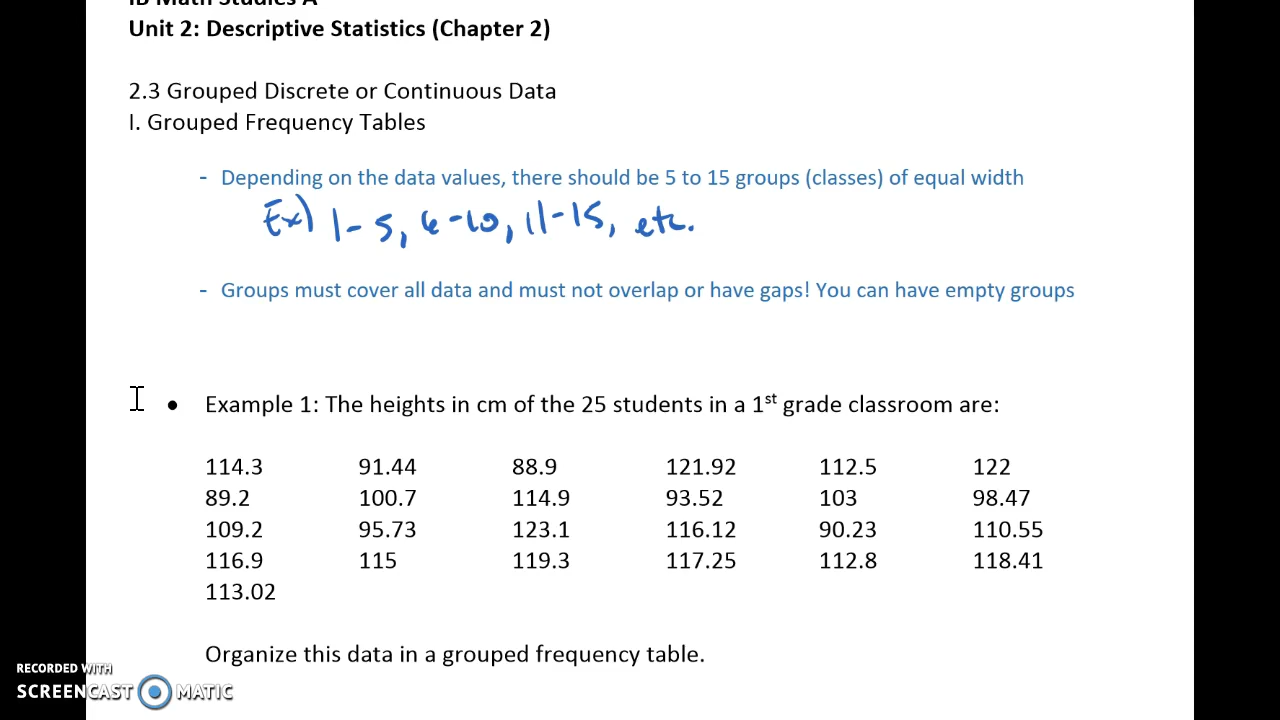 IB Math Studies A
Unit 2: Descriptive Statistics (Chapter 2)
2.3 Grouped Discrete or Continuous Data
I. Grouped Frequency Tables
- Depending on the data values, there should be 5 to 15 groups (classes) of equal width
Ex) 1-5, 6-10, 11-15, etc.
- Groups must cover all data and must not overlap or have gaps! You can have empty groups
• Example 1: The heights in cm of the 25 students in a 1st grade classroom are:
114.3 91.44 88.9 121.92 112.5 122
89.2 100.7 114.9 93.52 103 98.47
109.2 95.73 123.1 116.12 90.23 110.55
116.9 115 119.3 117.25 112.8 118.41
113.02
Organize this data in a grouped frequency table.
RECORDED WITH
SCREENCAST MATIC